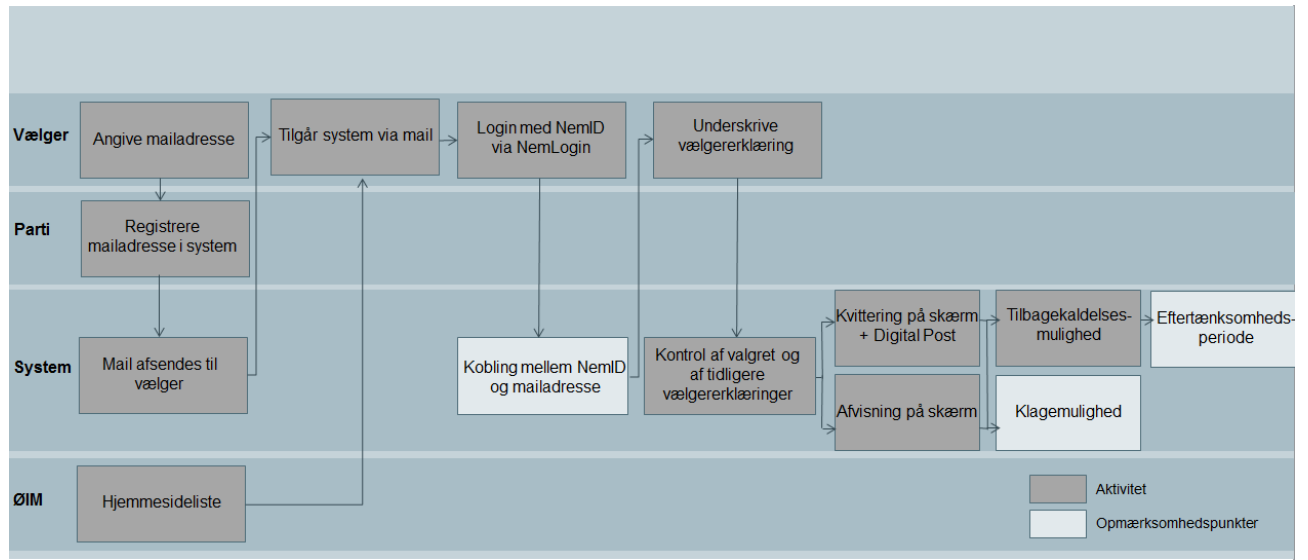 Vælger
Angive mailadresse
Tilgår system via mail
Login med NemID
via NemLogin
Underskrive
vælgererklæring
Parti
Registrere
mailadresse i system
System
Mail afsendes til
vælger
Kobling mellem NemID
og mailadresse
Kontrol af valgret og
af tidligere
vælgererklæringer
Kvittering på skærm
+ Digital Post
Afvisning på skærm
Tilbagekaldelses-
mulighed
Klagemulighed
Eftertænksomheds-
periode
ØIM
Hjemmesideliste
Aktivitet
Opmærksomhedspunkter